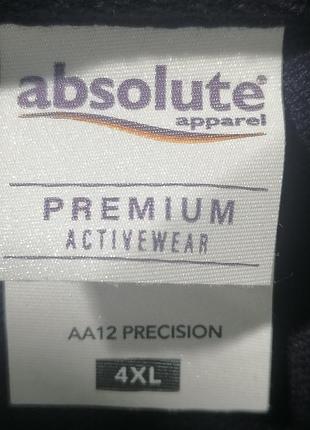 absolute®
apparel
PREMIUM
ACTIVEWEAR
AA12 PRECISION
4XL